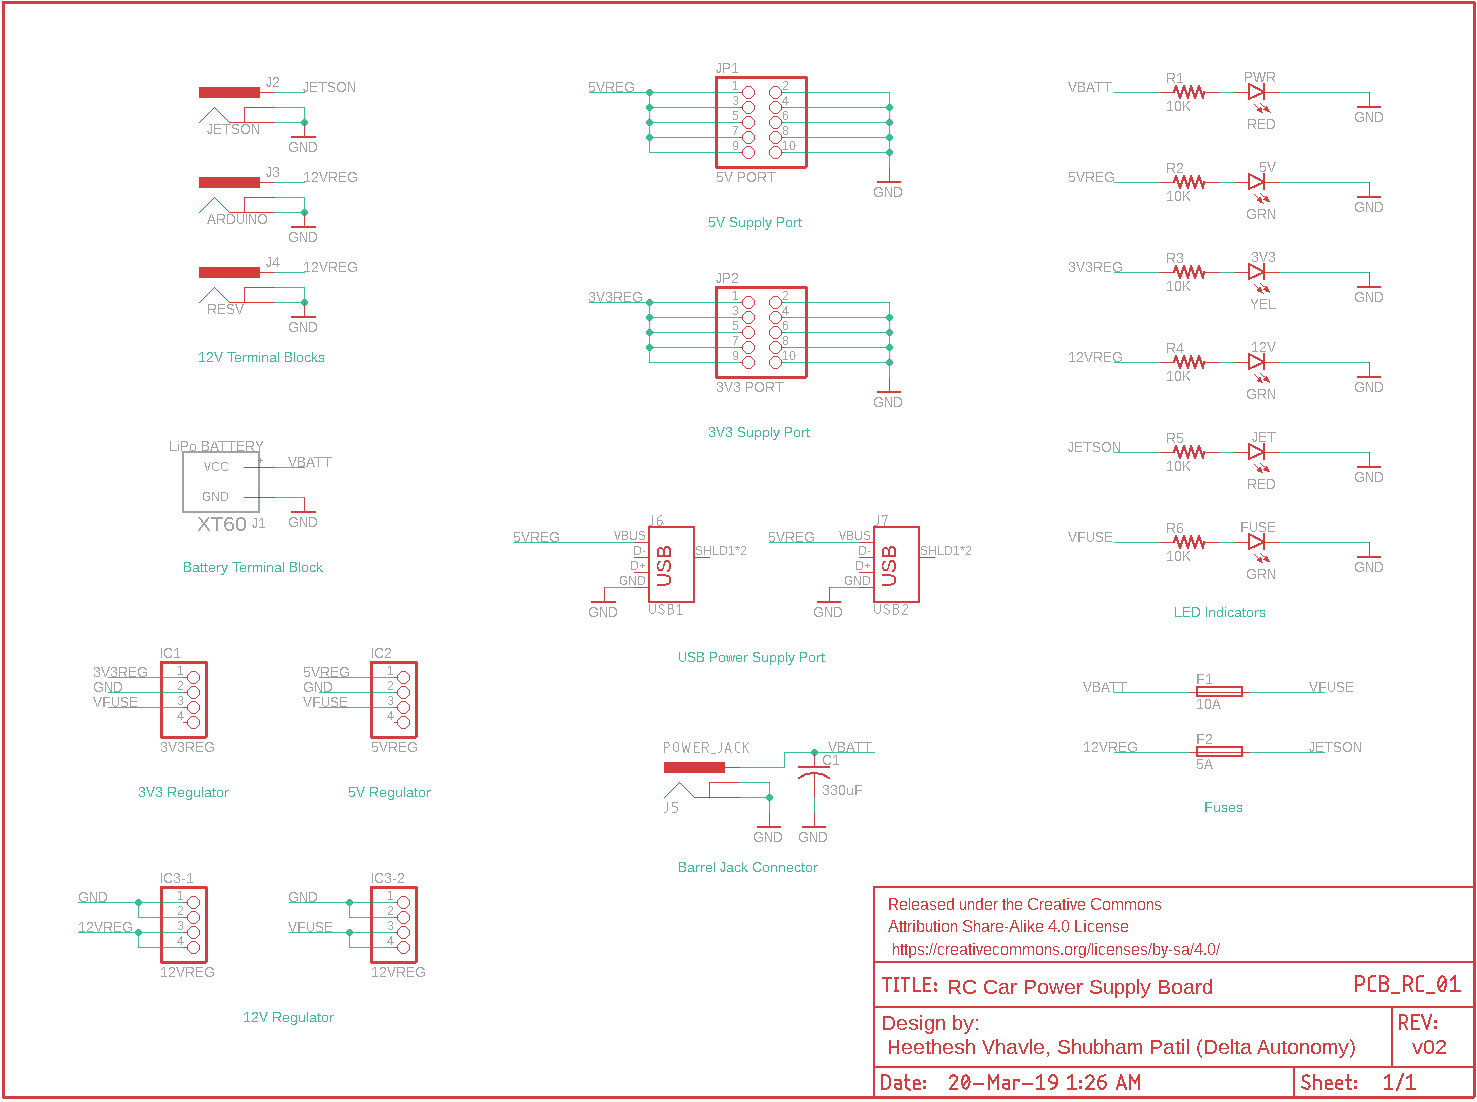 J2 JETSON
JETSON
GND
J3 12VREG
ARDUINO
GND
J4 12VREG
RESV
GND
12V Terminal Blocks
JP1
5VREG 1 2
3 4
5 6
7 8
9 10
5V PORT
GND
5V Supply Port
JP2
3V3REG 1 2
3 4
5 6
7 8
9 10
3V3 PORT
GND
3V3 Supply Port
VBATT R1 PWR
10K RED GND
5VREG R2 5V
10K GRN GND
3V3REG R3 3V3
10K YEL GND
12VREG R4 12V
10K GRN GND
JETSON R5 JET
10K RED GND
VFUSE R6 FUSE
10K GRN GND
LED Indicators
LiPo BATTERY
VCC + VBATT
GND
XT60 J1 GND
Battery Terminal Block
J6
5VREG VBUS
D- SHLD1*2
D+
GND
USB
GND USB1
J7
5VREG VBUS
D- SHLD1*2
D+
GND
USB
GND USB2
USB Power Supply Port
IC1
3V3REG 1
GND 2
VFUSE 3
4
3V3REG
3V3 Regulator
IC2
5VREG 1
GND 2
VFUSE 3
4
5VREG
5V Regulator
POWER_JACK VBATT
C1
330uF
J5
GND GND
Barrel Jack Connector
VBATT F1 VFUSE
10A
12VREG F2 JETSON
5A
Fuses
IC3-1
GND 1
2
12VREG 3
4
12VREG
IC3-2
GND 1
2
VFUSE 3
4
12VREG
12V Regulator
Released under the Creative Commons
Attribution Share-Alike 4.0 License
https://creativecommons.org/licenses/by-sa/4.0/
TITLE: RC Car Power Supply Board PCB_RC_01
Design by:
Heethesh Vhavle, Shubham Patil (Delta Autonomy)
REV:
v02
Date: 20-Mar-19 1:26 AM Sheet: 1/1